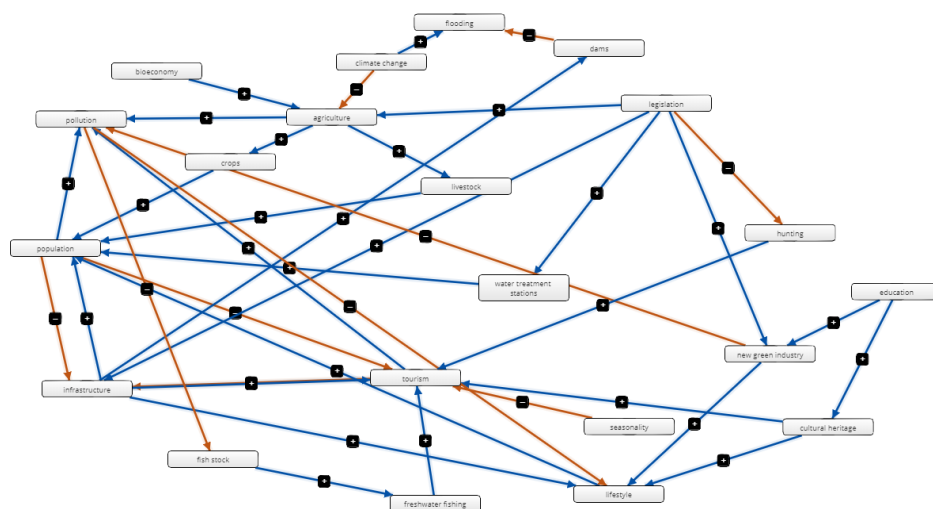 flooding
dams
climate change
bioeconomy
legislation
pollution
agriculture
crops
livestock
hunting
population
water treatment
stations
education
new green industry
infrastructure
tourism
seasonality
cultural heritage
fish stock
freshwater fishing
lifestyle